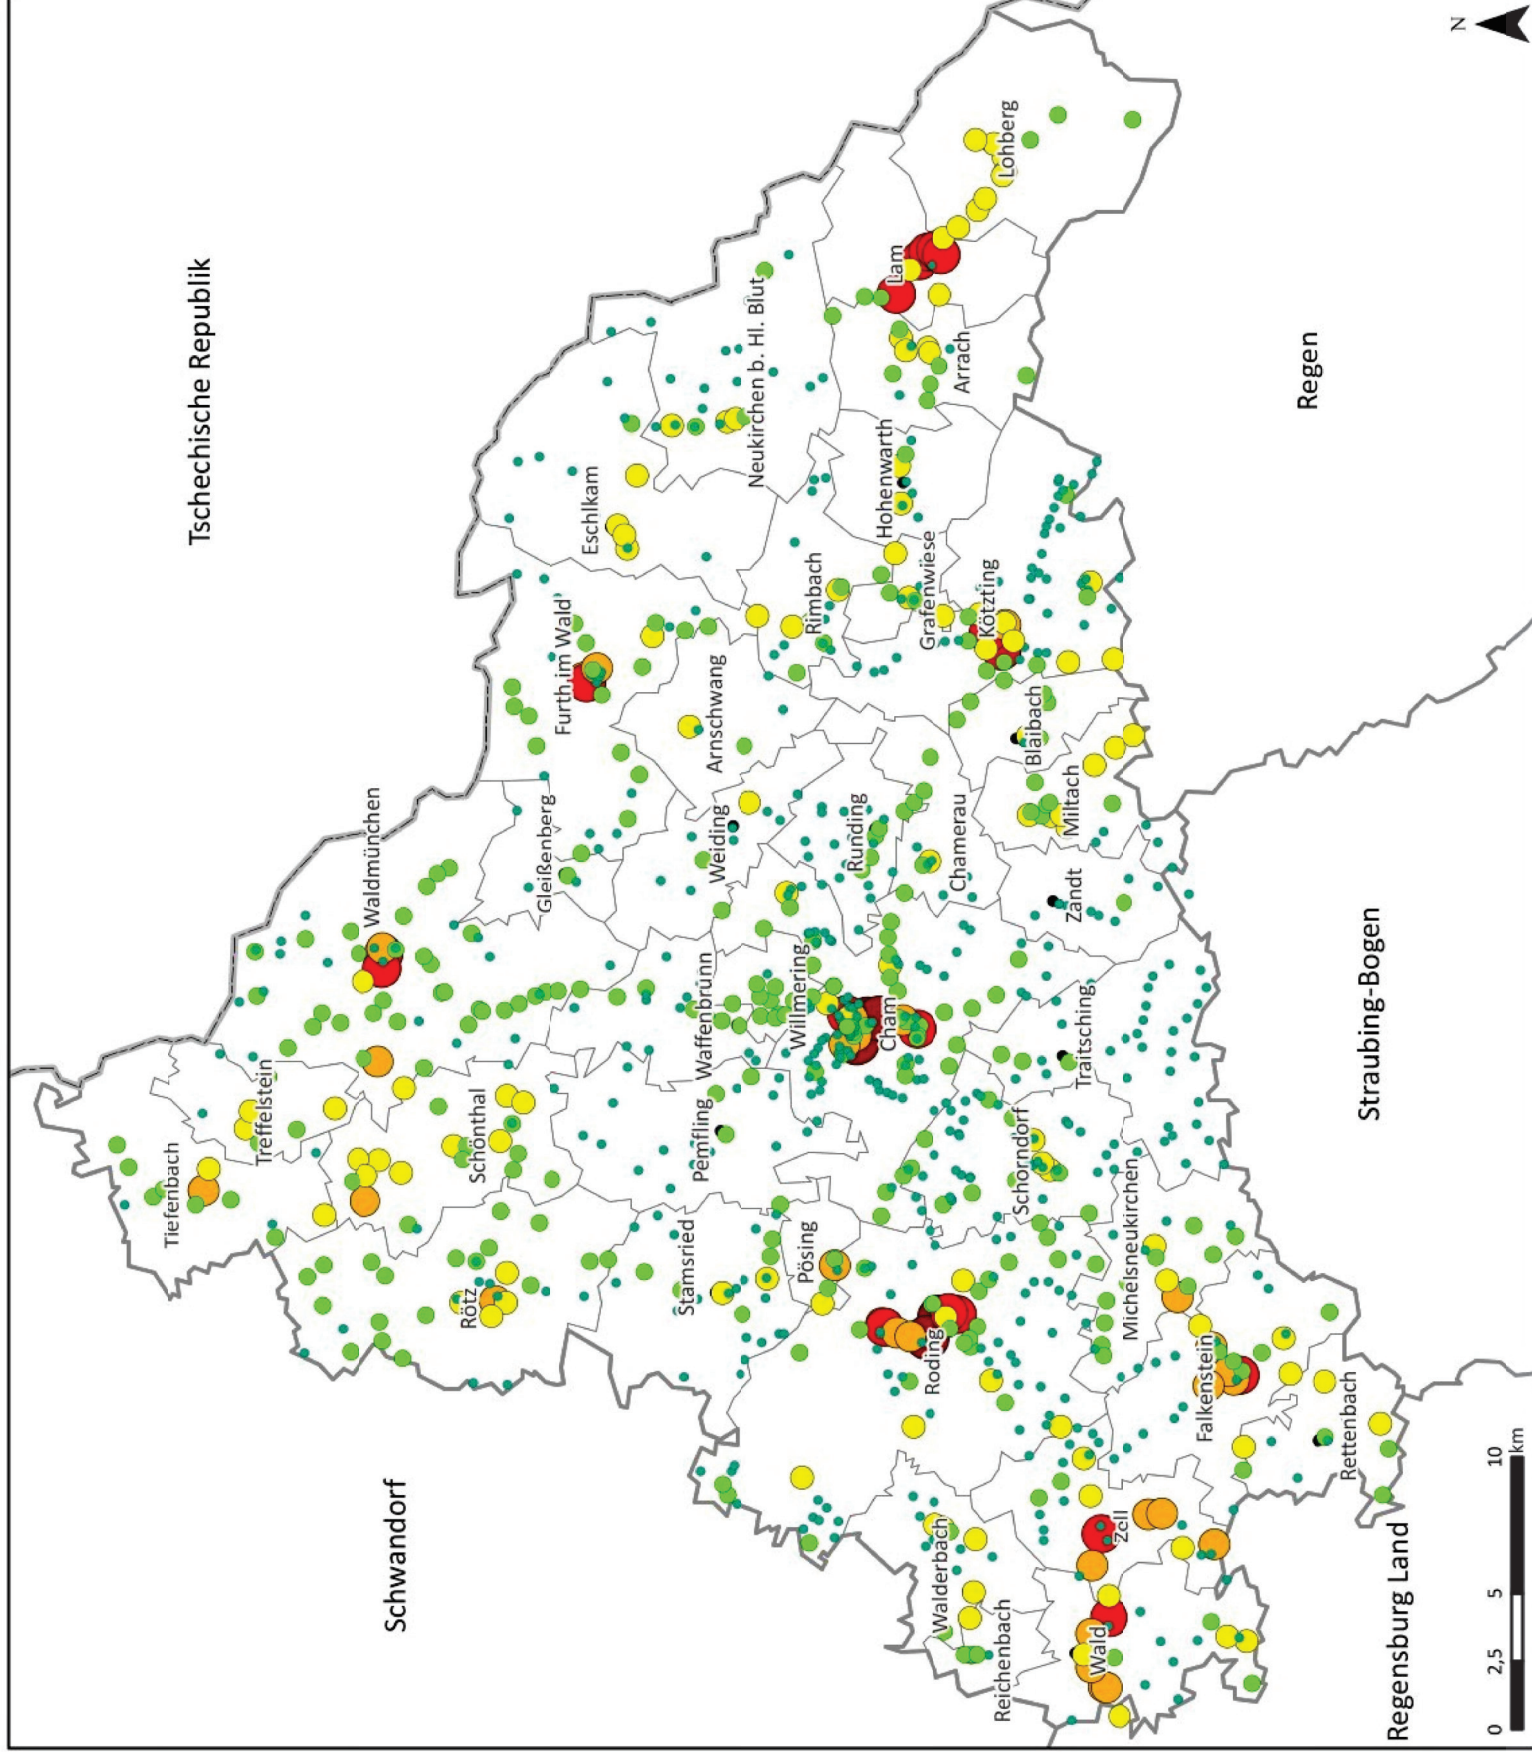 Tschechische Republik
Schwandorf
Regen
Straubing-Bogen
Regensburg Land
Tiefenbach
Treffelstein
Waldmünchen
Schönthal
Rötz
Gleißenberg
Furth im Wald
Eschlkam
Neukirchen b. Hl. Blut
Arnschwang
Weiding
Waffenbrunn
Pemfling
Stamsried
Pösing
Willmering
Cham
Runding
Chamerau
Rimbach
Grafenwiese
Hohenwarth
Arrach
Lam
Lohberg
Kötzting
Blaibach
Miltach
Zandt
Traitsching
Schorndorf
Michelsneukirchen
Roding
Falkenstein
Rettenbach
Zell
Wald
Walderbach
Reichenbach
N
0 2,5 5 10
km